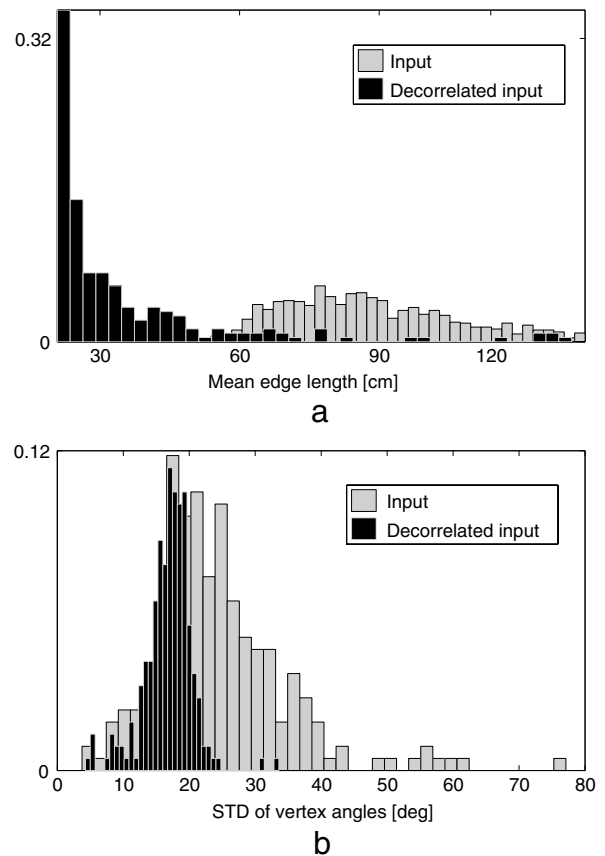 0.32
Input
Decorrelated input
0
30 60 90 120
Mean edge length [cm]
a
0.12
Input
Decorrelated input
0
0 10 20 30 40 50 60 70 80
STD of vertex angles [deg]
b